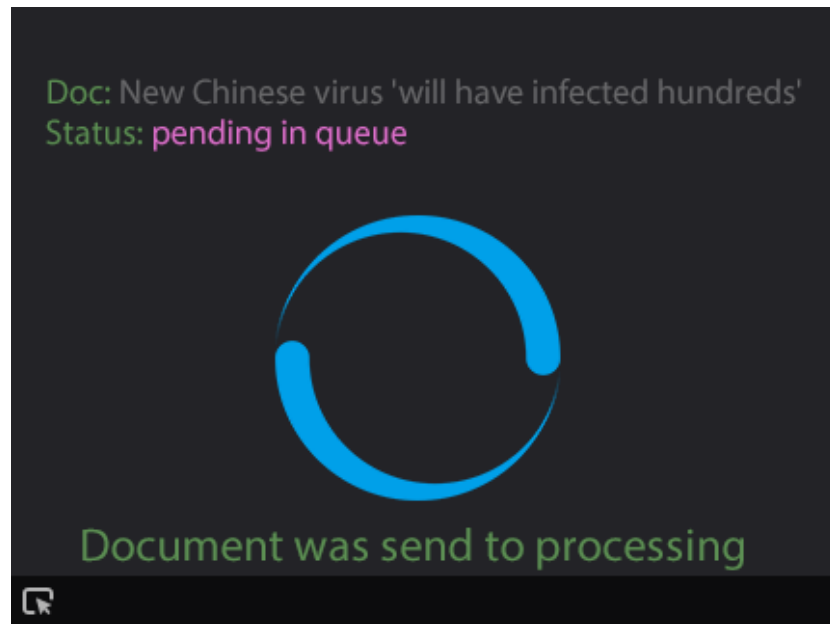 Doc: New Chinese virus 'will have infected hundreds'
Status: pending in queue
Document was send to processing